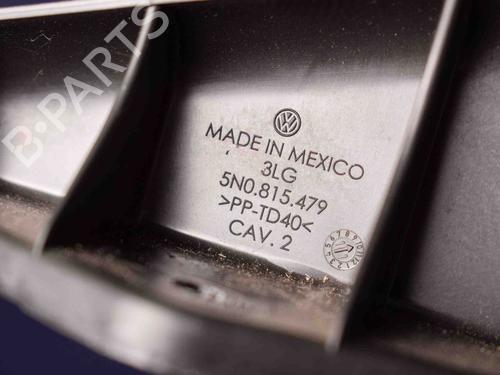 B-PARTS
MADE IN MEXICO
3LG
5N0.815.479
>PP-TD40<
CAV. 2